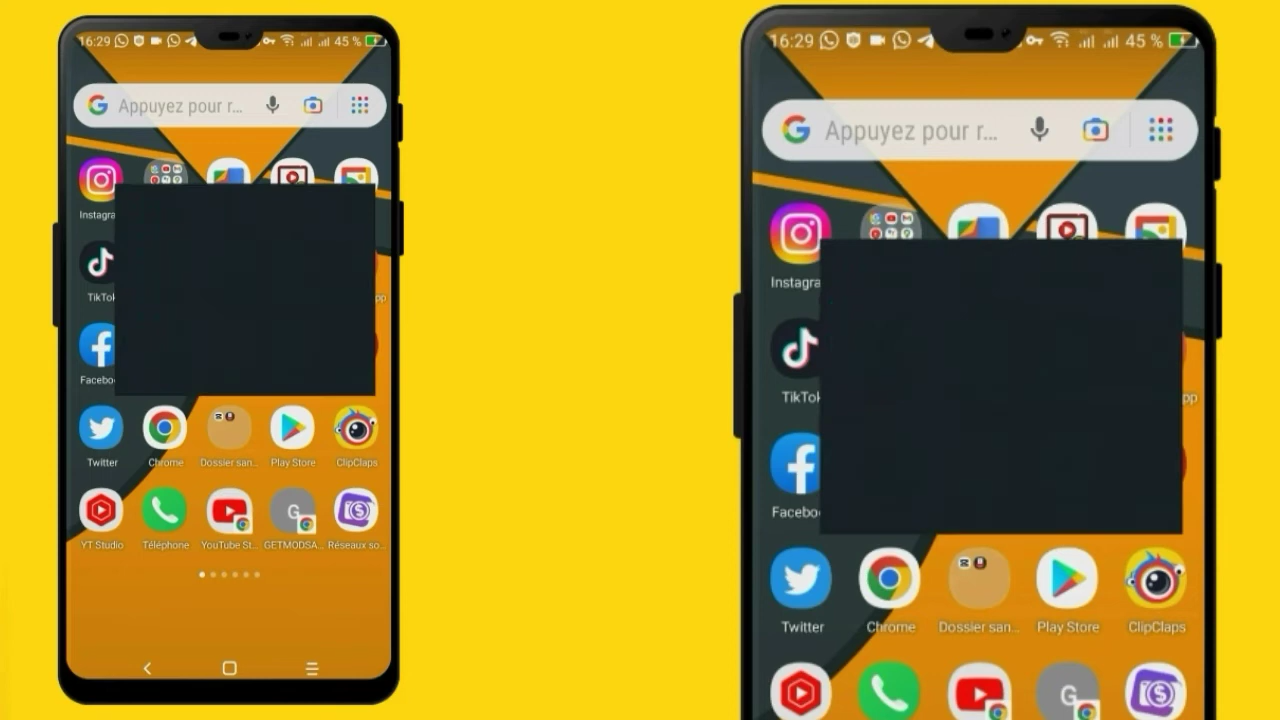 16:29 45 %
Appuyez pour r...
Instagra
TikTok
pp
Facebo
Twitter Chrome Dossier san... Play Store ClipClaps
YT Studio Téléphone YouTube St... GETMODSA... Réseaux so...
16:29 45 %
Appuyez pour r...
Instagra
TikTok
pp
Facebo
Twitter Chrome Dossier san... Play Store ClipClaps
G